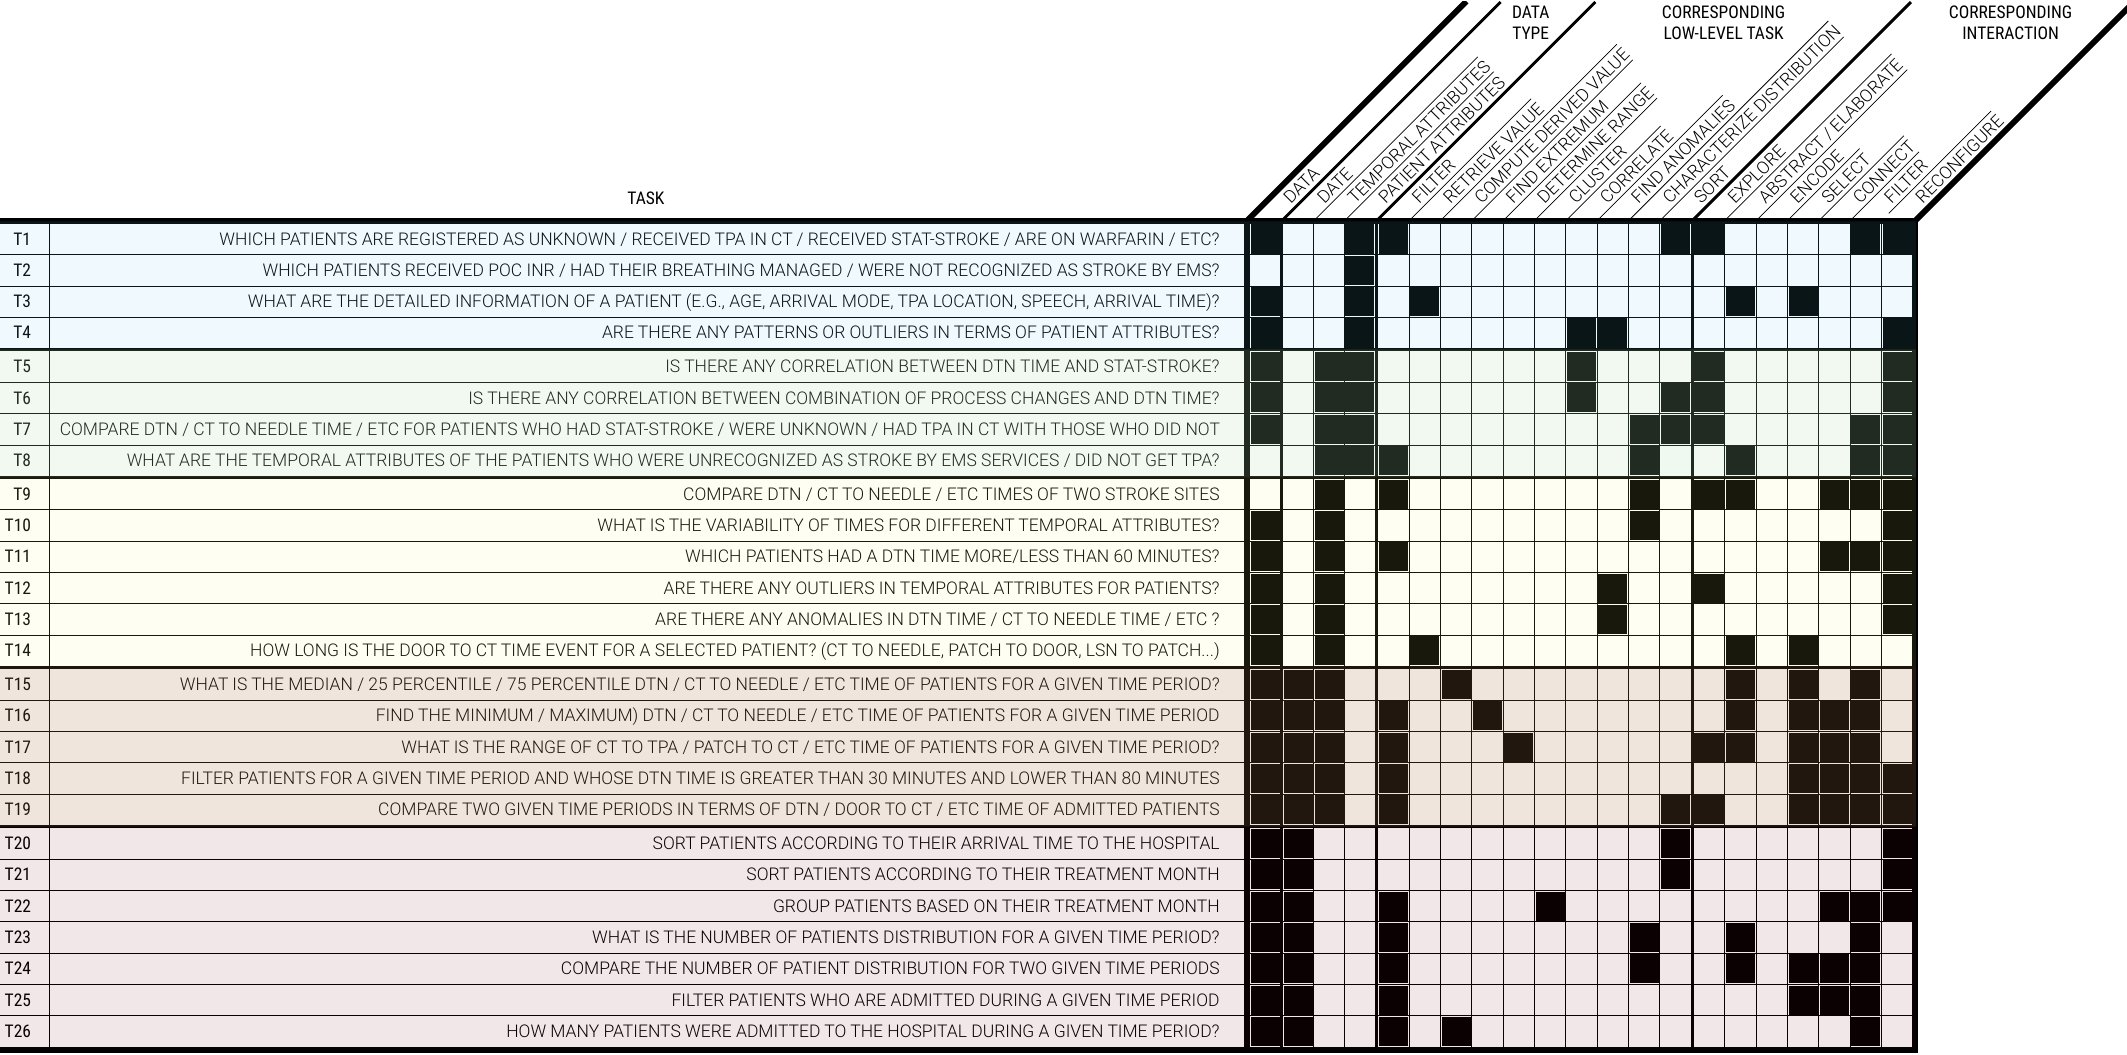 DATA
TYPE
CORRESPONDING
LOW-LEVEL TASK
CORRESPONDING
INTERACTION
TASK
DATA
DATE
TEMPORAL ATTRIBUTES
PATIENT ATTRIBUTES
FILTER
RETRIEVE VALUE
COMPUTE DERIVED VALUE
FIND EXTREMUM
DETERMINE RANGE
CLUSTER
CORRELATE
FIND ANOMALIES
CHARACTERIZE DISTRIBUTION
SORT
EXPLORE
ABSTRACT / ELABORATE
ENCODE
SELECT
CONNECT
FILTER
RECONFIGURE
T1 WHICH PATIENTS ARE REGISTERED AS UNKNOWN / RECEIVED TPA IN CT / RECEIVED STAT-STROKE / ARE ON WARFARIN / ETC?
T2 WHICH PATIENTS RECEIVED POC INR / HAD THEIR BREATHING MANAGED / WERE NOT RECOGNIZED AS STROKE BY EMS?
T3 WHAT ARE THE DETAILED INFORMATION OF A PATIENT (E.G., AGE, ARRIVAL MODE, TPA LOCATION, SPEECH, ARRIVAL TIME)?
T4 ARE THERE ANY PATTERNS OR OUTLIERS IN TERMS OF PATIENT ATTRIBUTES?
T5 IS THERE ANY CORRELATION BETWEEN DTN TIME AND STAT-STROKE?
T6 IS THERE ANY CORRELATION BETWEEN COMBINATION OF PROCESS CHANGES AND DTN TIME?
T7 COMPARE DTN / CT TO NEEDLE TIME / ETC FOR PATIENTS WHO HAD STAT-STROKE / WERE UNKNOWN / HAD TPA IN CT WITH THOSE WHO DID NOT
T8 WHAT ARE THE TEMPORAL ATTRIBUTES OF THE PATIENTS WHO WERE UNRECOGNIZED AS STROKE BY EMS SERVICES / DID NOT GET TPA?
T9 COMPARE DTN / CT TO NEEDLE / ETC TIMES OF TWO STROKE SITES
T10 WHAT IS THE VARIABILITY OF TIMES FOR DIFFERENT TEMPORAL ATTRIBUTES?
T11 WHICH PATIENTS HAD A DTN TIME MORE/LESS THAN 60 MINUTES?
T12 ARE THERE ANY OUTLIERS IN TEMPORAL ATTRIBUTES FOR PATIENTS?
T13 ARE THERE ANY ANOMALIES IN DTN TIME / CT TO NEEDLE TIME / ETC ?
T14 HOW LONG IS THE DOOR TO CT TIME EVENT FOR A SELECTED PATIENT? (CT TO NEEDLE, PATCH TO DOOR, LSN TO PATCH...)
T15 WHAT IS THE MEDIAN / 25 PERCENTILE / 75 PERCENTILE DTN / CT TO NEEDLE / ETC TIME OF PATIENTS FOR A GIVEN TIME PERIOD?
T16 FIND THE MINIMUM / MAXIMUM) DTN / CT TO NEEDLE / ETC TIME OF PATIENTS FOR A GIVEN TIME PERIOD
T17 WHAT IS THE RANGE OF CT TO TPA / PATCH TO CT / ETC TIME OF PATIENTS FOR A GIVEN TIME PERIOD?
T18 FILTER PATIENTS FOR A GIVEN TIME PERIOD AND WHOSE DTN TIME IS GREATER THAN 30 MINUTES AND LOWER THAN 80 MINUTES
T19 COMPARE TWO GIVEN TIME PERIODS IN TERMS OF DTN / DOOR TO CT / ETC TIME OF ADMITTED PATIENTS
T20 SORT PATIENTS ACCORDING TO THEIR ARRIVAL TIME TO THE HOSPITAL
T21 SORT PATIENTS ACCORDING TO THEIR TREATMENT MONTH
T22 GROUP PATIENTS BASED ON THEIR TREATMENT MONTH
T23 WHAT IS THE NUMBER OF PATIENTS DISTRIBUTION FOR A GIVEN TIME PERIOD?
T24 COMPARE THE NUMBER OF PATIENT DISTRIBUTION FOR TWO GIVEN TIME PERIODS
T25 FILTER PATIENTS WHO ARE ADMITTED DURING A GIVEN TIME PERIOD
T26 HOW MANY PATIENTS WERE ADMITTED TO THE HOSPITAL DURING A GIVEN TIME PERIOD?